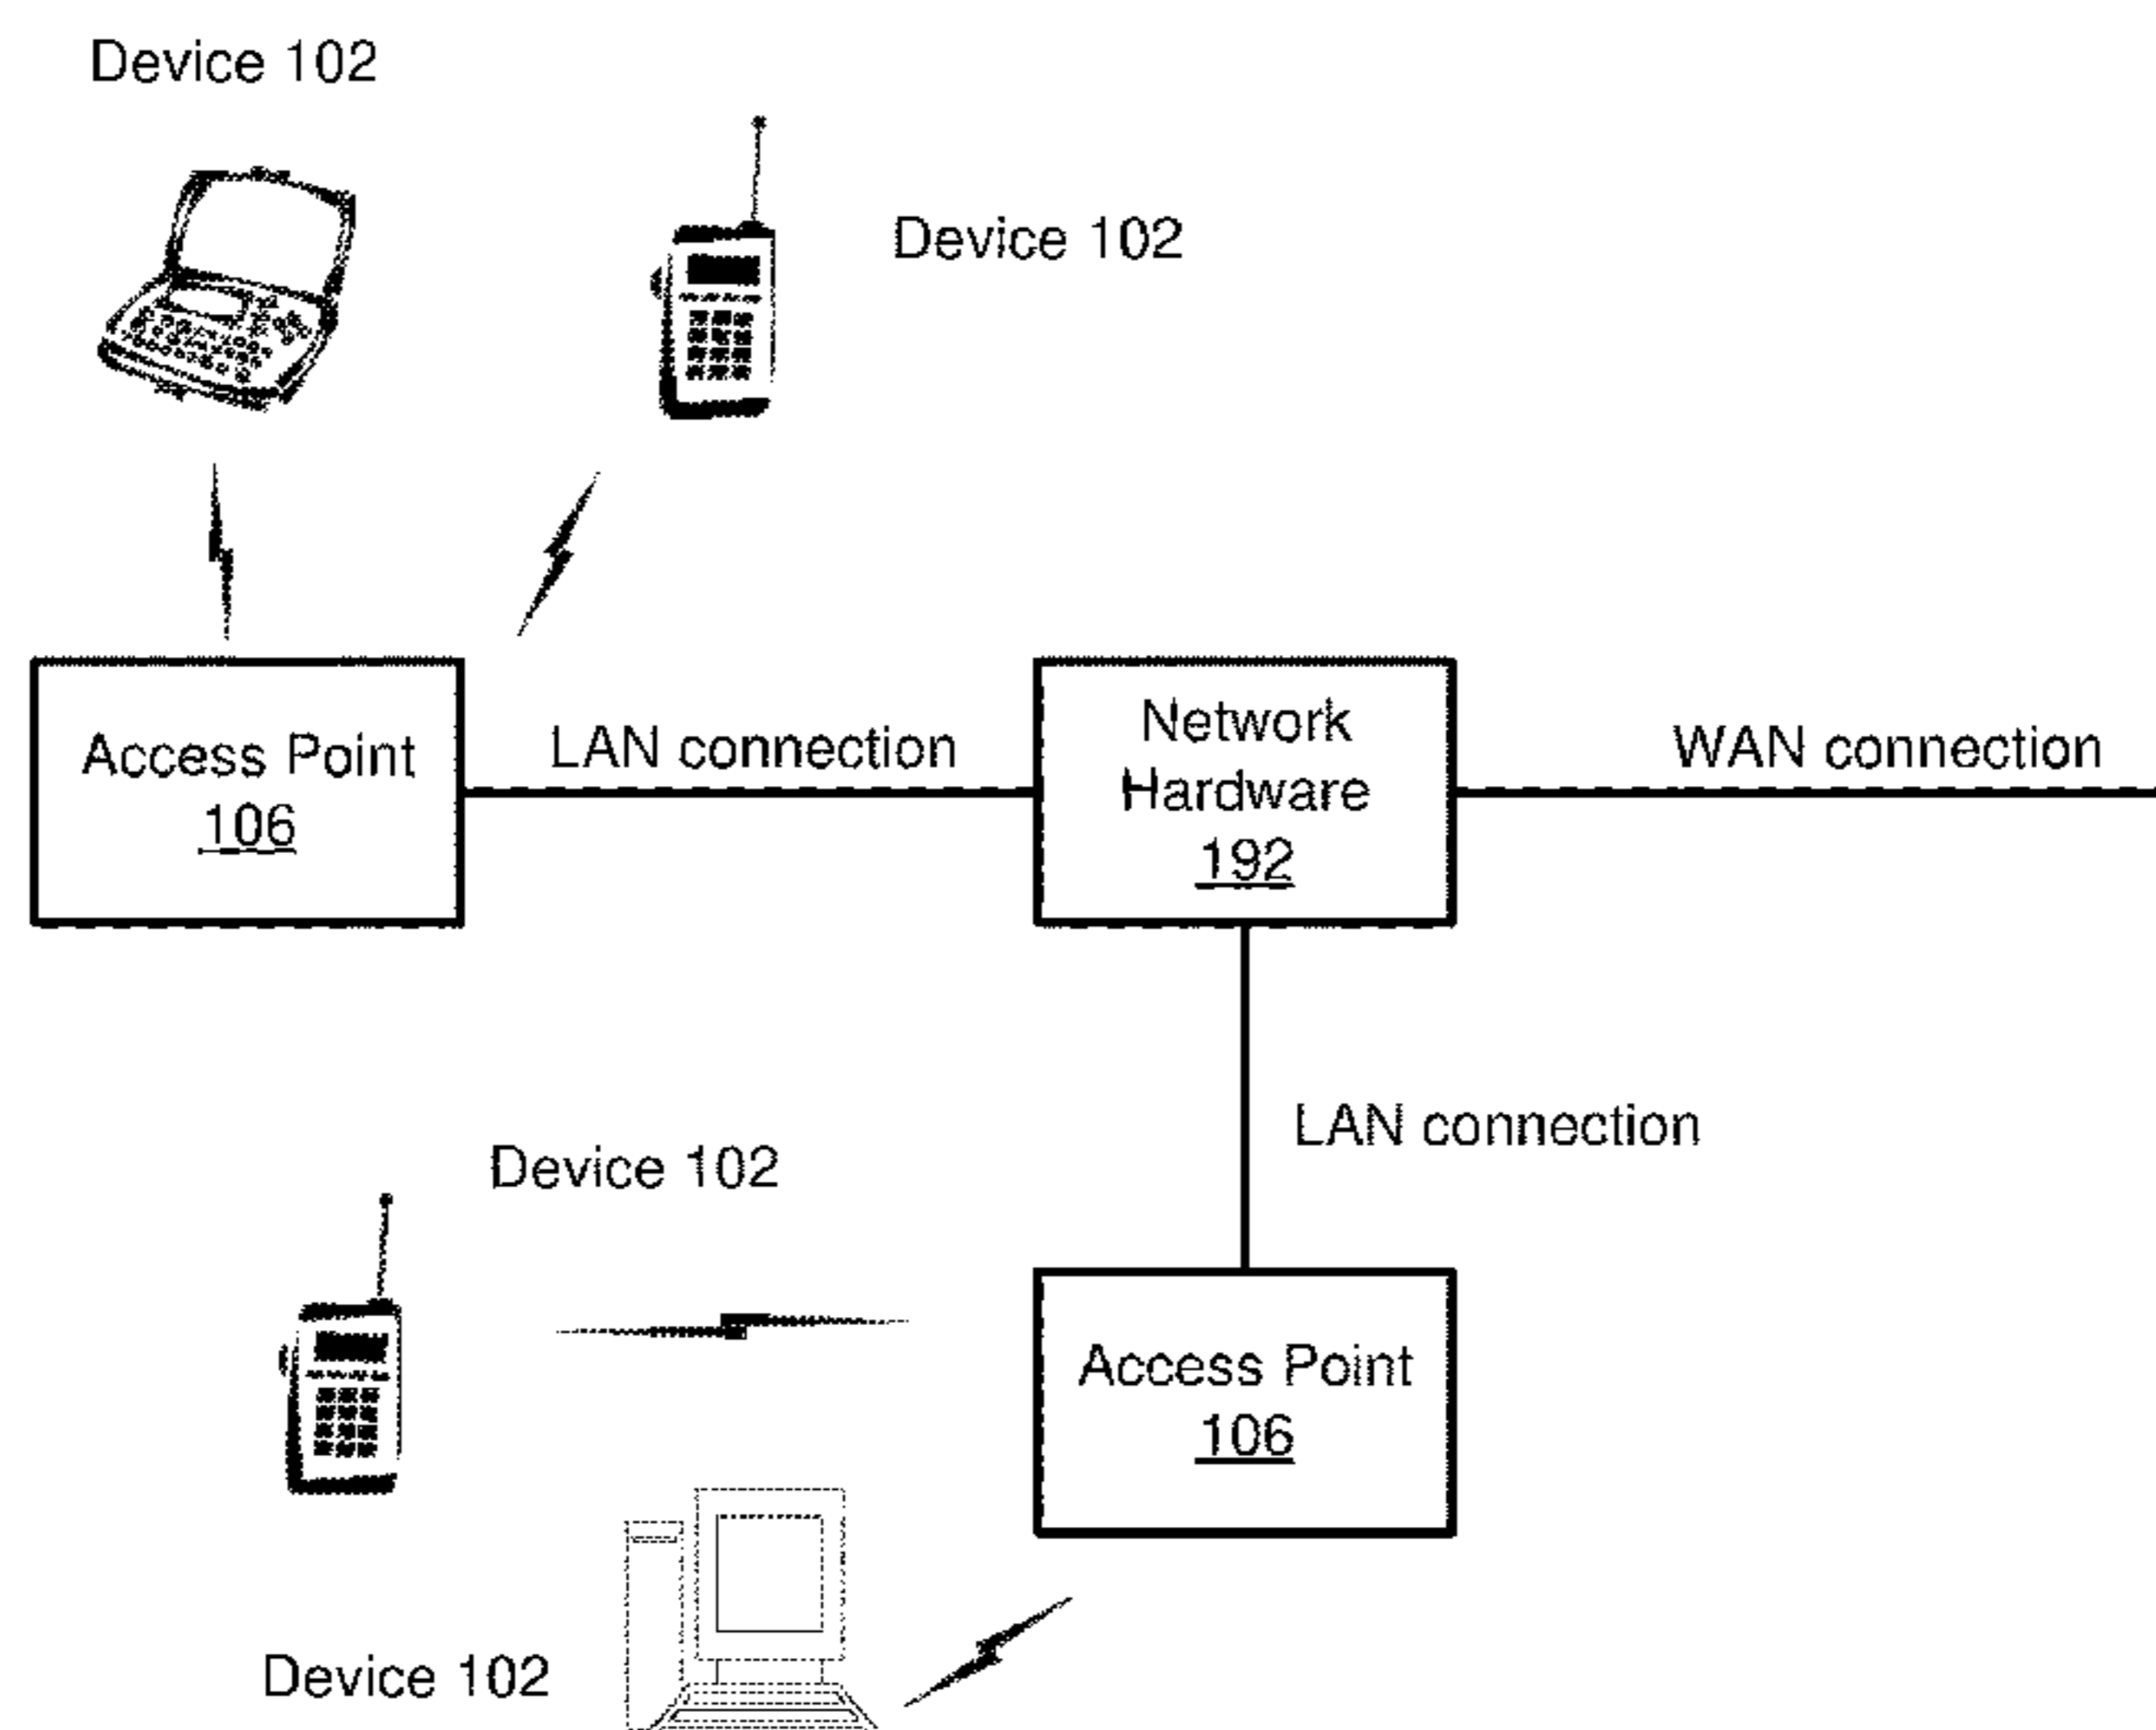 Device 102
Device 102
Access Point
106
LAN connection
Network
Hardware
192
WAN connection
LAN connection
Device 102
Access Point
106
Device 102